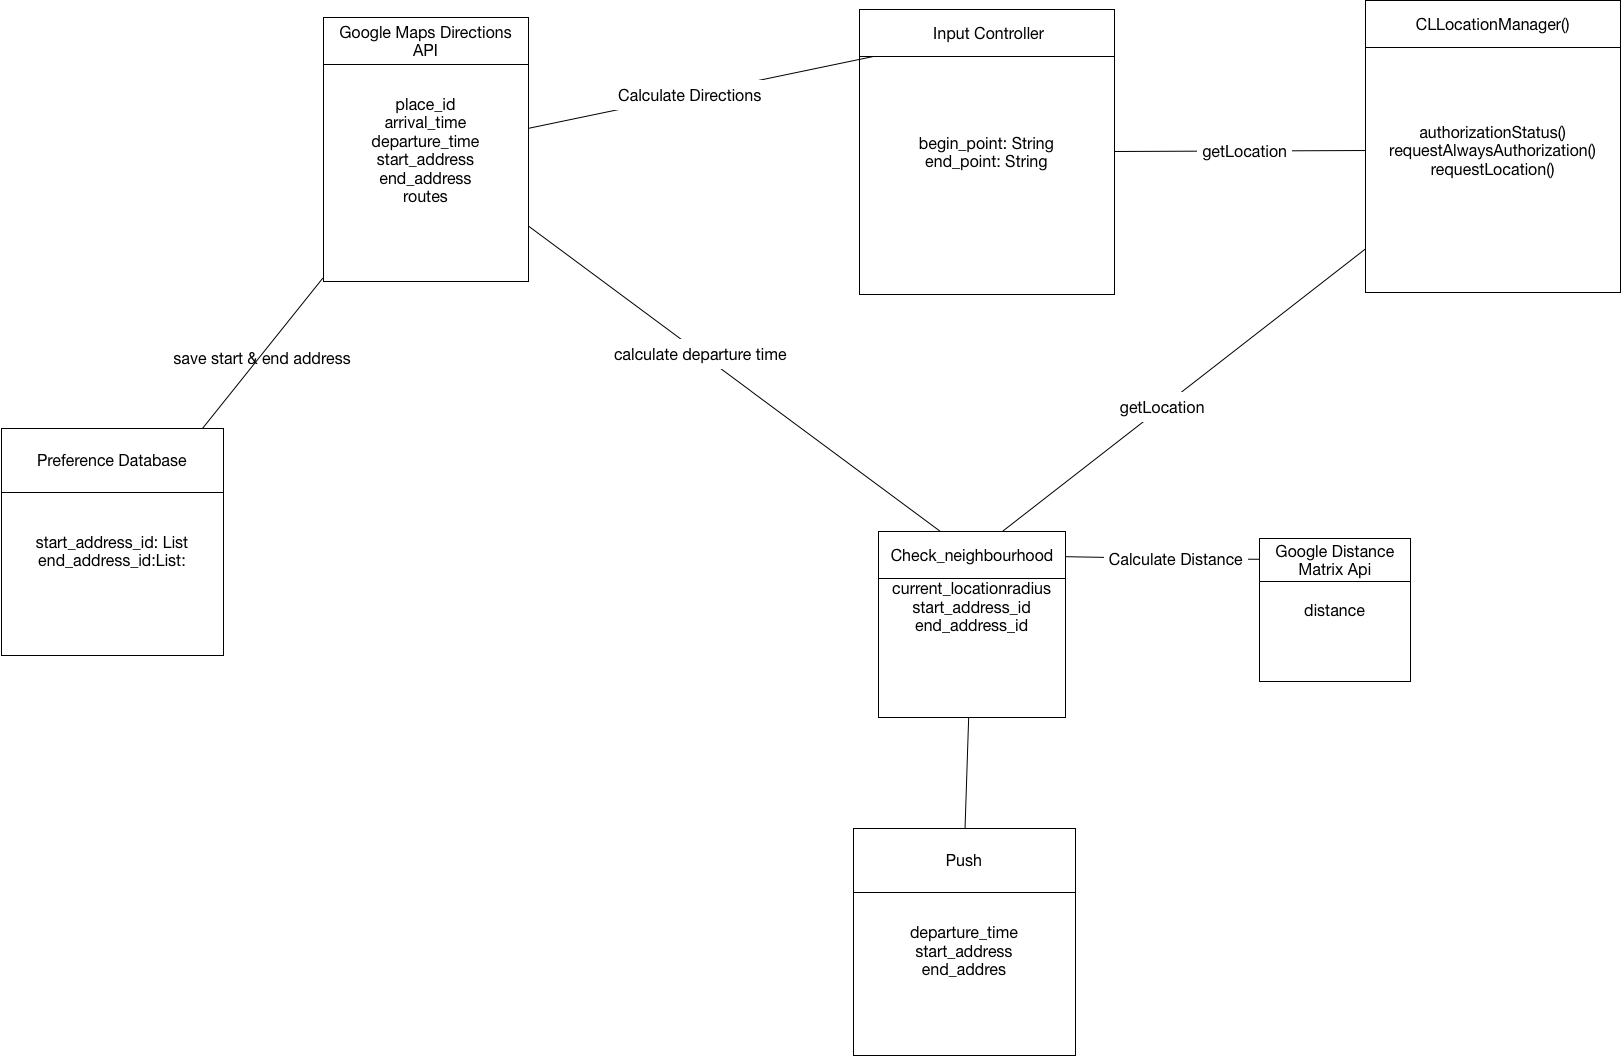 Google Maps Directions
API
place_id
arrival_time
departure_time
start_address
end_address
routes
Calculate Directions
Input Controller
begin_point: String
end_point: String
getLocation
CLLocationManager()
authorizationStatus()
requestAlwaysAuthorization()
requestLocation()
save start & end address
calculate departure time
getLocation
Preference Database
start_address_id: List
end_address_id:List:
Check_neighbourhood
current_locationradius
start_address_id
end_address_id
Calculate Distance
Google Distance
Matrix Api
distance
Push
departure_time
start_address
end_addres